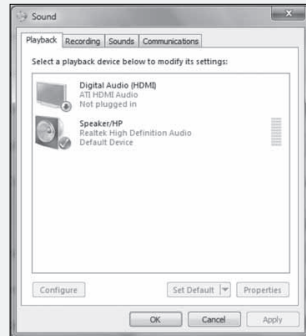 Sound
Playback Recording Sounds Communications
Select a playback device below to modify its settings:
Digital Audio (HDMI)
ATI HDMI Audio
Not plugged in
Speaker/HP
Realtek High Definition Audio
Default Device
Configure Set Default Properties
OK Cancel Apply